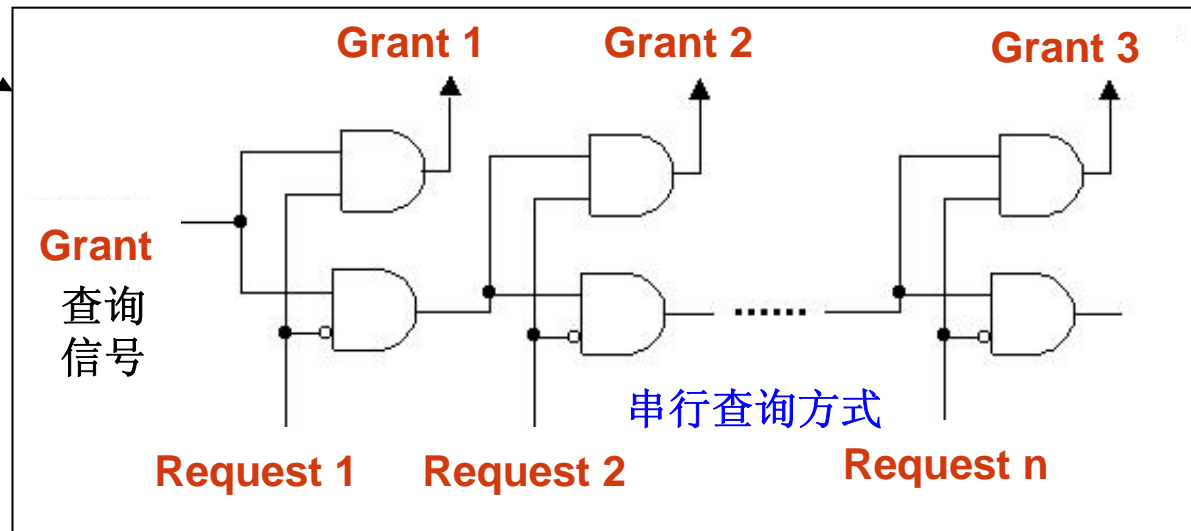 Grant 1
Grant 2
Grant 3
Grant
查询
信号
串行查询方式
Request 1
Request 2
Request n